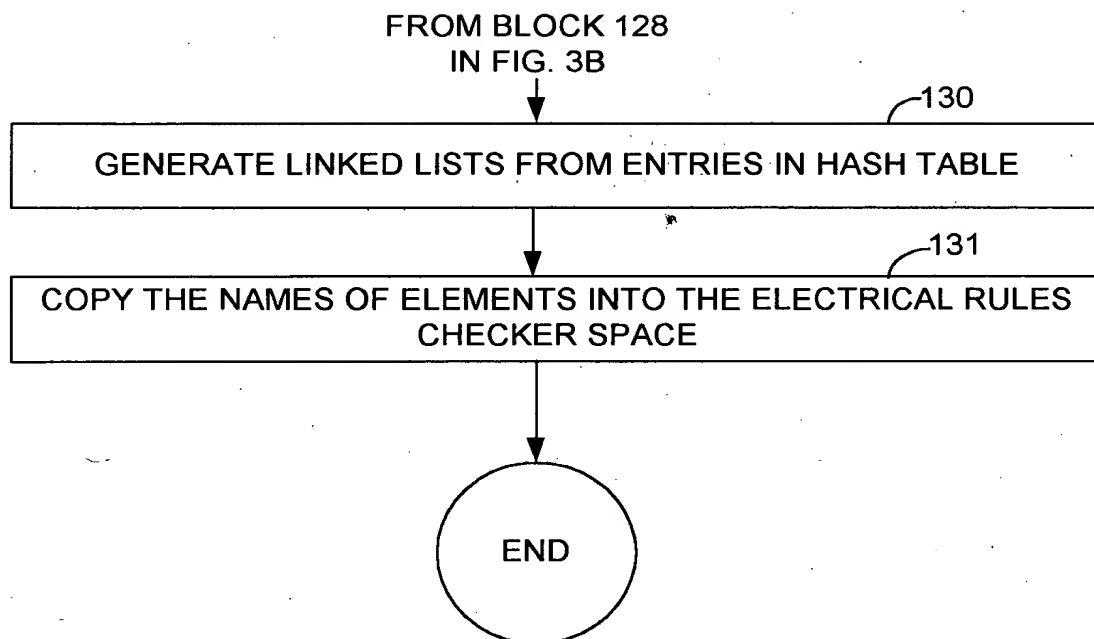 FROM BLOCK 128
IN FIG. 3B
130
GENERATE LINKED LISTS FROM ENTRIES IN HASH TABLE
131
COPY THE NAMES OF ELEMENTS INTO THE ELECTRICAL RULES
CHECKER SPACE
END